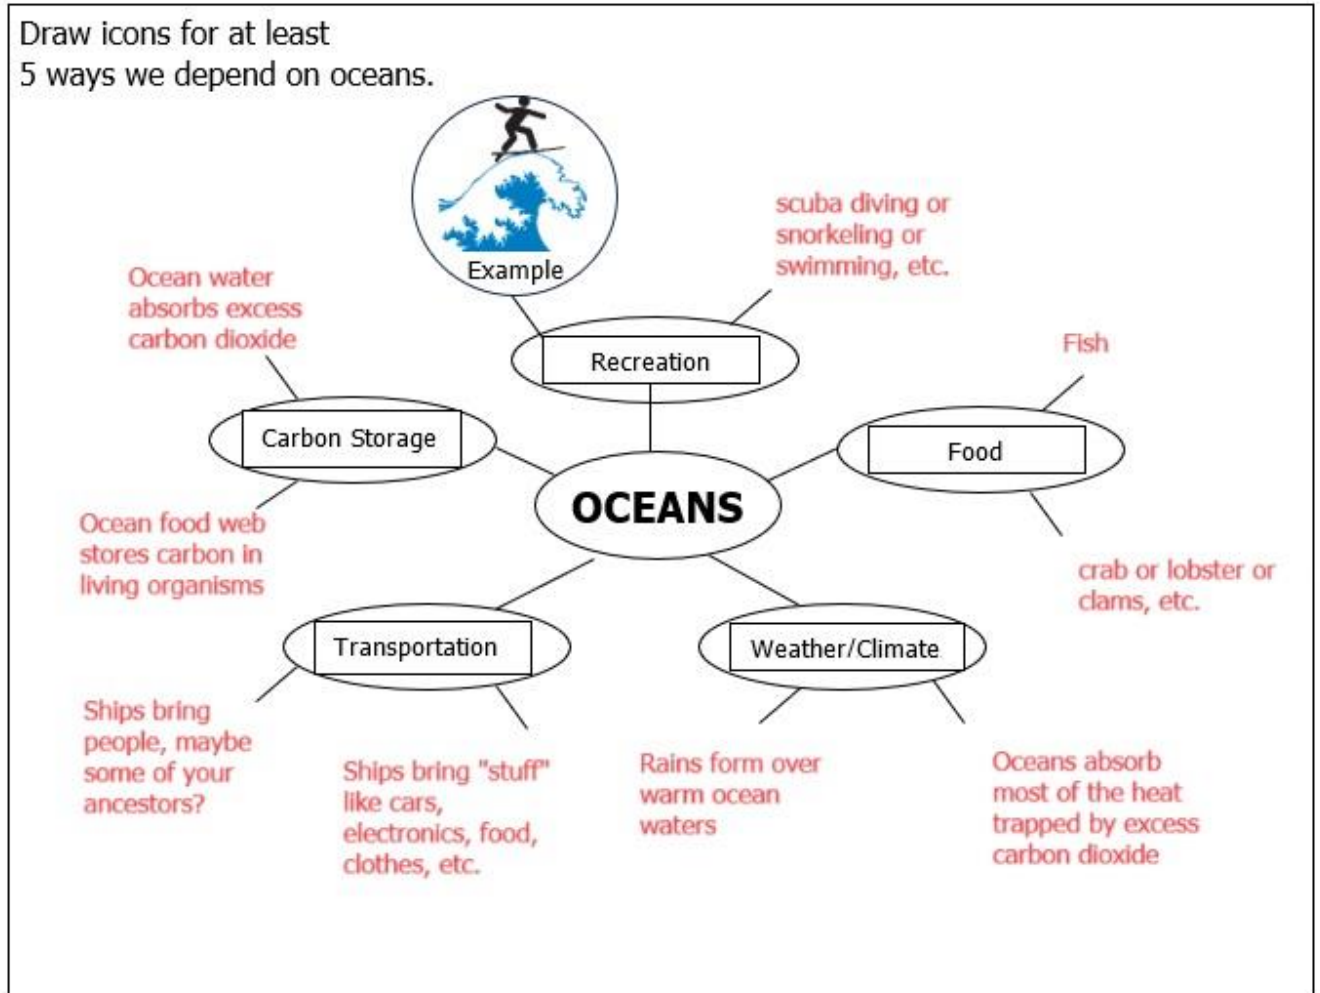 Draw icons for at least
5 ways we depend on oceans.
Example
scuba diving or
snorkeling or
swimming, etc.
Ocean water
absorbs excess
carbon dioxide
Recreation
Fish
Carbon Storage
Food
OCEANS
Ocean food web
stores carbon in
living organisms
crab or lobster or
clams, etc.
Transportation
Weather/Climate
Ships bring
people, maybe
some of your
ancestors?
Ships bring "stuff"
like cars,
electronics, food,
clothes, etc.
Rains form over
warm ocean
waters
Oceans absorb
most of the heat
trapped by excess
carbon dioxide